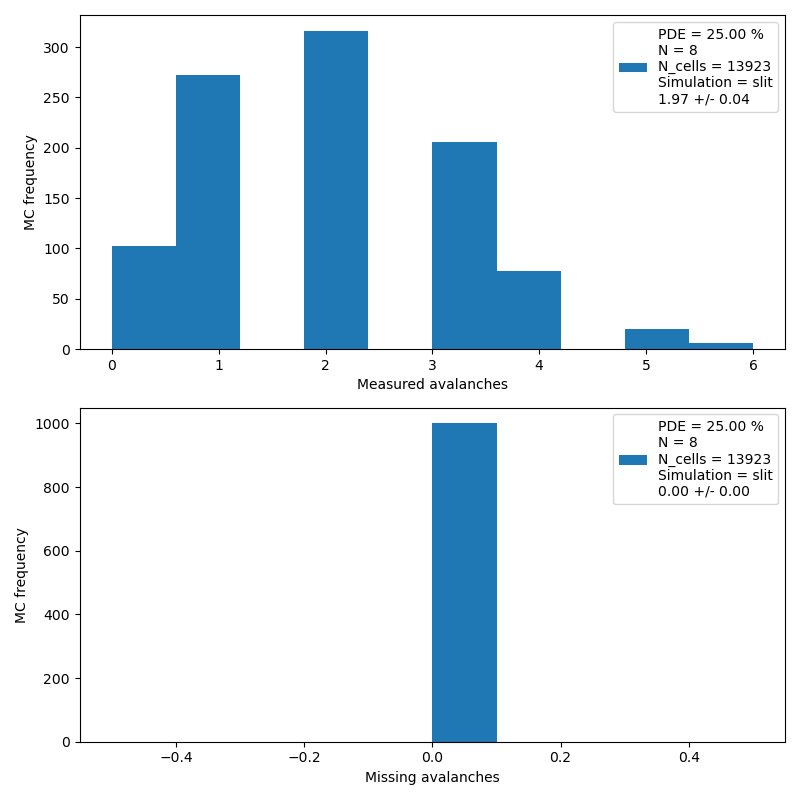 PDE = 25.00 %
N = 8
N_cells = 13923
Simulation = slit
1.97 +/- 0.04
MC frequency
300
250
200
150
100
50
0
0 1 2 3 4 5 6
Measured avalanches
PDE = 25.00 %
N = 8
N_cells = 13923
Simulation = slit
0.00 +/- 0.00
MC frequency
1000
800
600
400
200
0
−0.4 −0.2 0.0 0.2 0.4
Missing avalanches